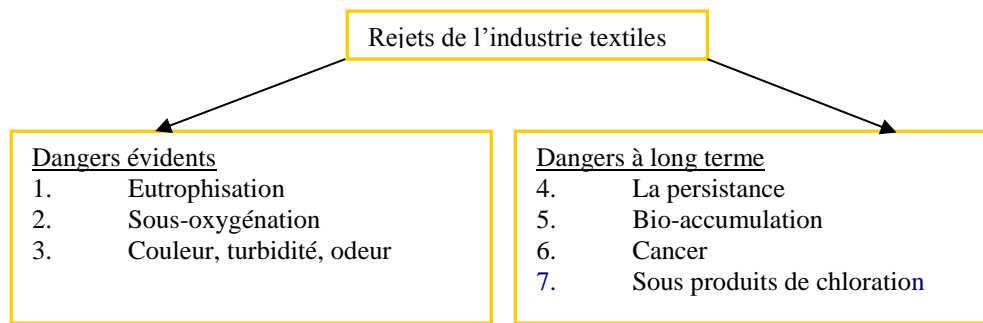 Rejets de l'industrie textiles
Dangers évidents
1. Eutrophisation
2. Sous-oxygénation
3. Couleur, turbidité, odeur
Dangers à long terme
4. La persistance
5. Bio-accumulation
6. Cancer
7. Sous produits de chloration